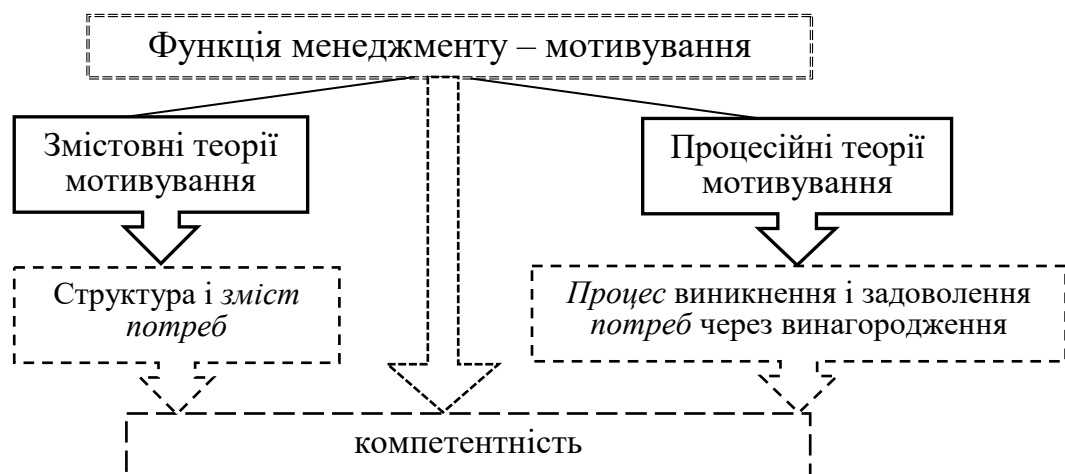 Функція менеджменту – мотивування
Змістовні теорії
мотивування
Процесійні теорії
мотивування
Структура і зміст
потреб
Процес виникнення і задоволення
потреб через винагородження
компетентність